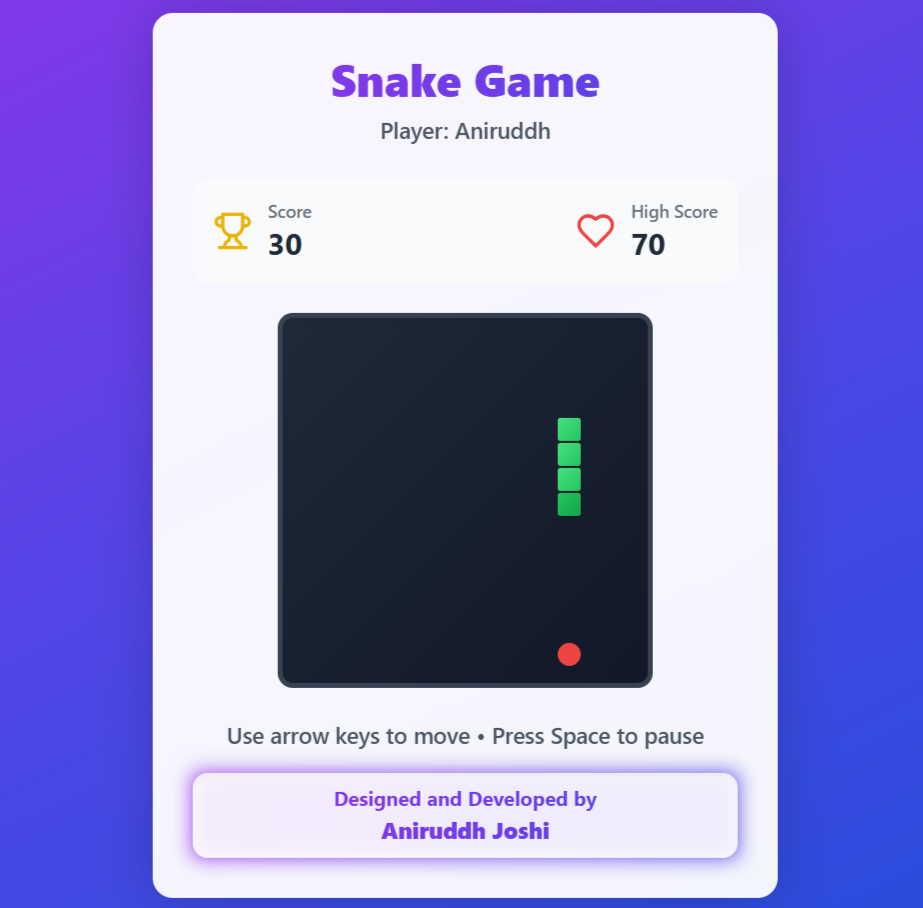 Snake Game
Player: Aniruddh
Score
30
High Score
70
Use arrow keys to move • Press Space to pause
Designed and Developed by
Aniruddh Joshi